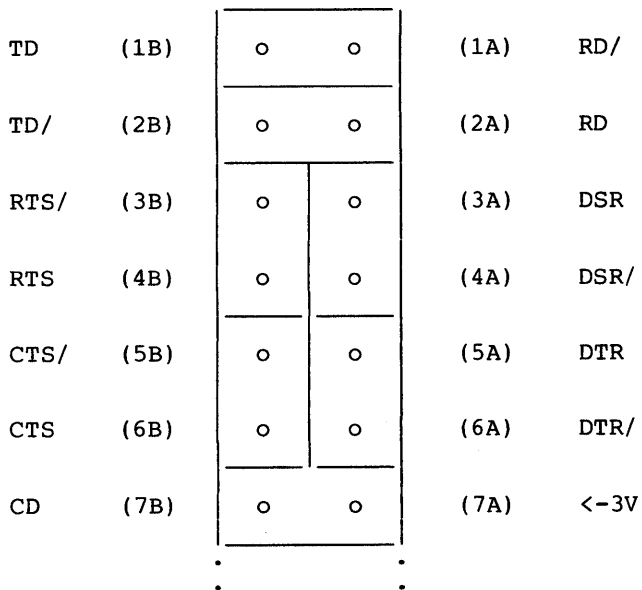 TD (1B) (1A) RD/
TD/ (2B) (2A) RD
RTS/ (3B) (3A) DSR
RTS (4B) (4A) DSR/
CTS/ (5B) (5A) DTR
CTS (6B) (6A) DTR/
CD (7B) (7A) <-3V